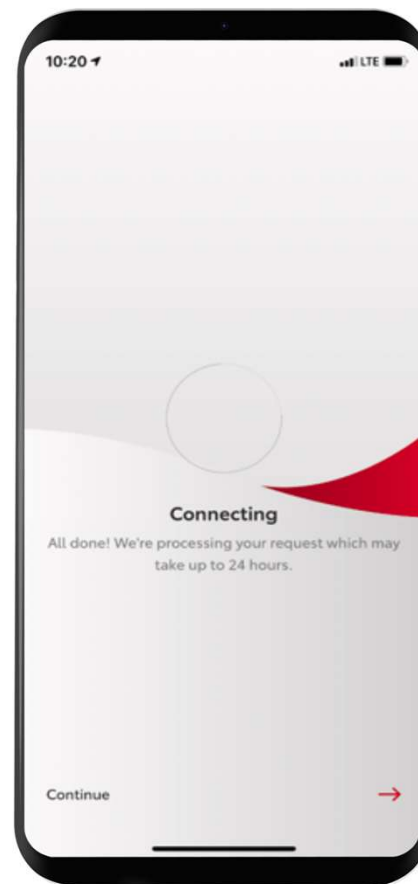 10:20
LTE
Connecting
All done! We're processing your request which may
take up to 24 hours.
Continue